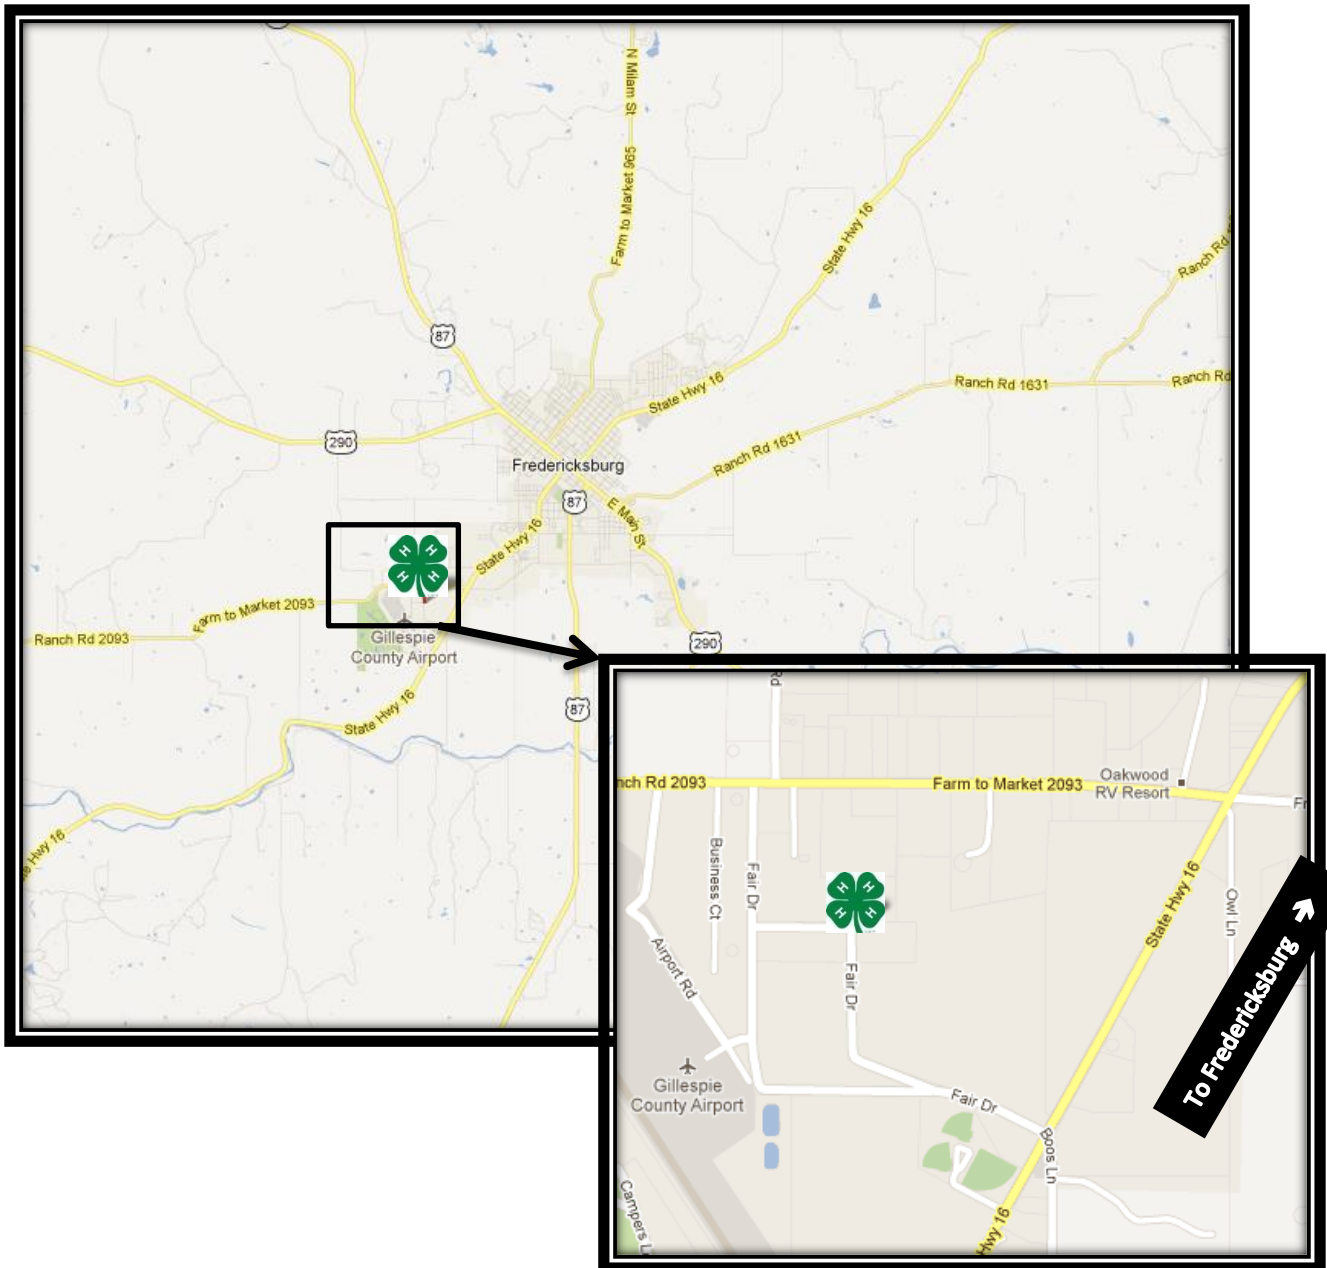 N Milam St
Farm to Market 965
State Hwy 16
Ranch Rd
87
Ranch Rd 1631
Ranch Rd
State Hwy 16
290
Ranch Rd 1631
Fredericksburg
87
E Main St
State Hwy 16
H H
H H
Farm to Market 2093
Ranch Rd 2093
Gillespie
County Airport
290
State Hwy 16
87
Hwy 16
Rd
nch Rd 2093
Farm to Market 2093
Oakwood
RV Resort
Fr
Business Ct
Fair Dr
H H
H H
State Hwy 16
Owl Ln
Airport Rd
Fair Dr
To Fredericksburg →
Gillespie
County Airport
Fair Dr
Boos Ln
Campers L
Hwy 16